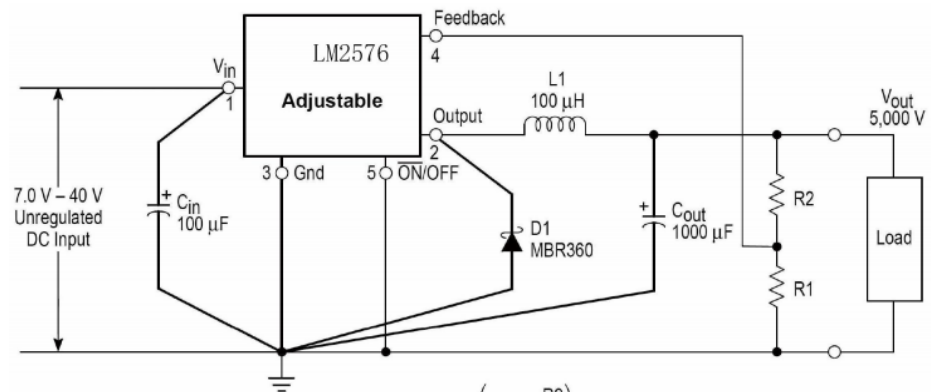 Feedback
4
LM2576
Adjustable
Vin
1
Output
2
L1
100 μH
Vout
5,000 V
3
Gnd
5
ON/OFF
7.0 V – 40 V
Unregulated
DC Input
+
Cin
100 μF
D1
MBR360
+
Cout
1000 μF
R2
R1
Load